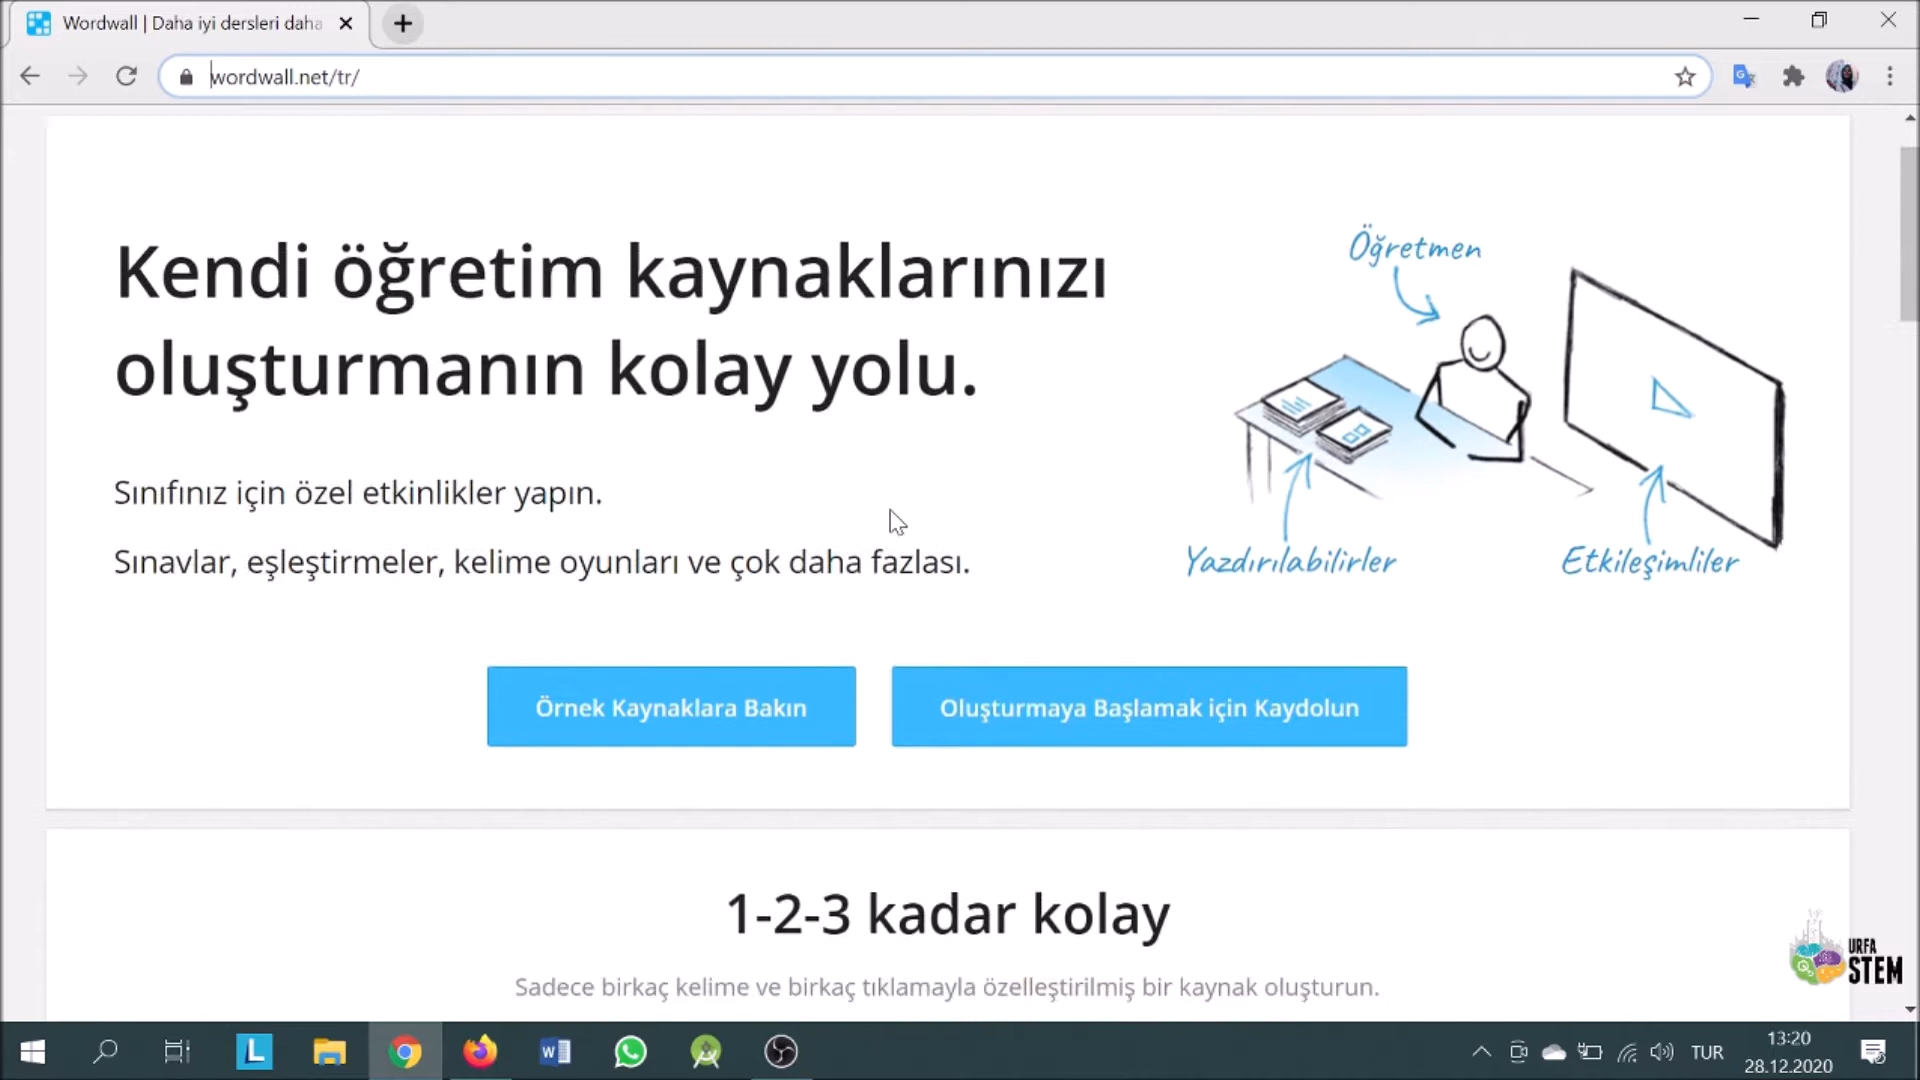 Wordwall | Daha iyi dersleri daha
wordwall.net/tr/
Kendi öğretim kaynaklarınızı
oluşturmanın kolay yolu.
Sınıfınız için özel etkinlikler yapın.
Sınavlar, eşleştirmeler, kelime oyunları ve çok daha fazlası.
Öğretmen
Yazdırılabilirler
Etkileşimliler
Örnek Kaynaklara Bakın
Oluşturmaya Başlamak için Kaydolun
1-2-3 kadar kolay
Sadece birkaç kelime ve birkaç tıklamayla özelleştirilmiş bir kaynak oluşturun.
URFA
STEM
TUR
13:20
28.12.2020